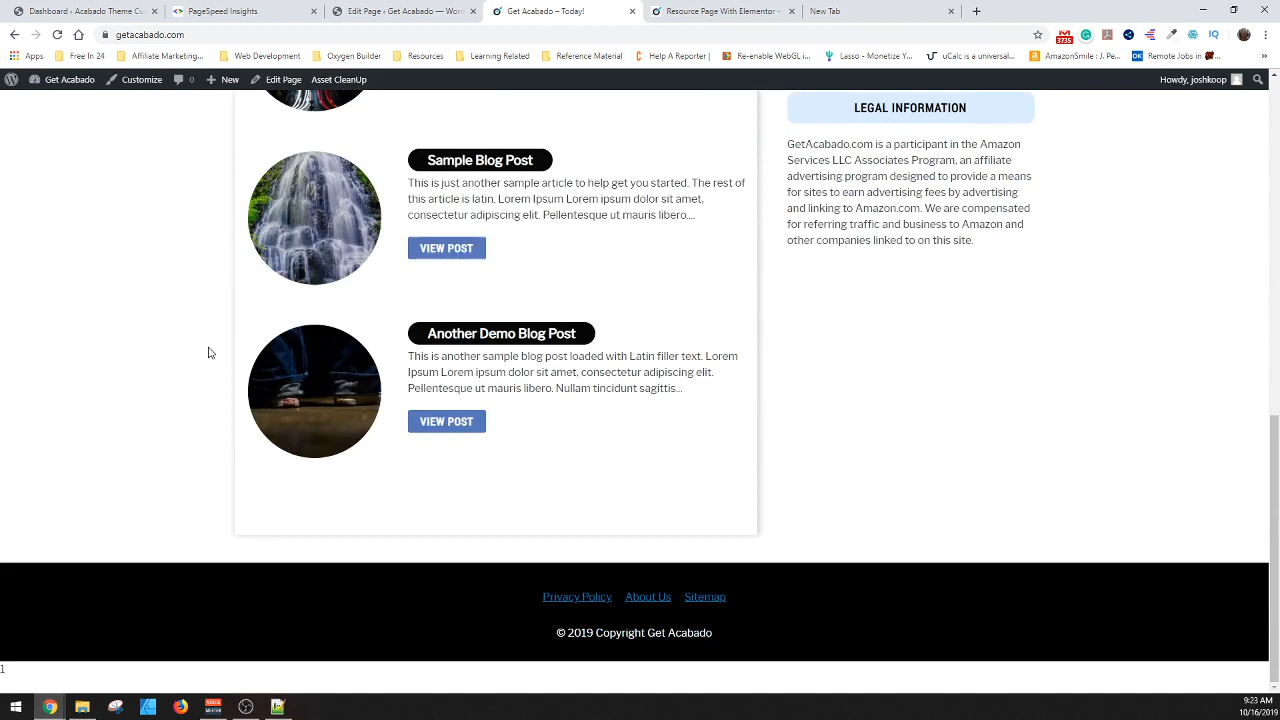 Dashboard ‹ Acabado Theme Cu
PageSpeed Insights
Edit Page ‹ Get Acabado — Wor
Get Acabado – Today!
Resource Page With Elementor –
New Tab
getacabado.com
3735
IQ
Apps
Free In 24
Affiliate Marketing...
Web Development
Oxygen Builder
Resources
Learning Related
Reference Material
Help A Reporter |
Re-enable WebGL i...
Lasso - Monetize Y...
uCalc is a universal...
AmazonSmile : J. Pe...
Remote Jobs in
»
Get Acabado
Customize
0
New
Edit Page
Asset CleanUp
Howdy, joshkoop
LEGAL INFORMATION
GetAcabado.com is a participant in the Amazon
Services LLC Associates Program, an affiliate
advertising program designed to provide a means
for sites to earn advertising fees by advertising
and linking to Amazon.com. We are compensated
for referring traffic and business to Amazon and
other companies linked to on this site.
Sample Blog Post
This is just another sample article to help get you started. The rest of
this article is latin. Lorem Ipsum Lorem ipsum dolor sit amet,
consectetur adipiscing elit. Pellentesque ut mauris libero....
VIEW POST
Another Demo Blog Post
This is another sample blog post loaded with Latin filler text. Lorem
Ipsum Lorem ipsum dolor sit amet, consectetur adipiscing elit.
Pellentesque ut mauris libero. Nullam tincidunt sagittis...
VIEW POST
Privacy Policy
About Us
Sitemap
© 2019 Copyright Get Acabado
1
9:23 AM
10/16/2019